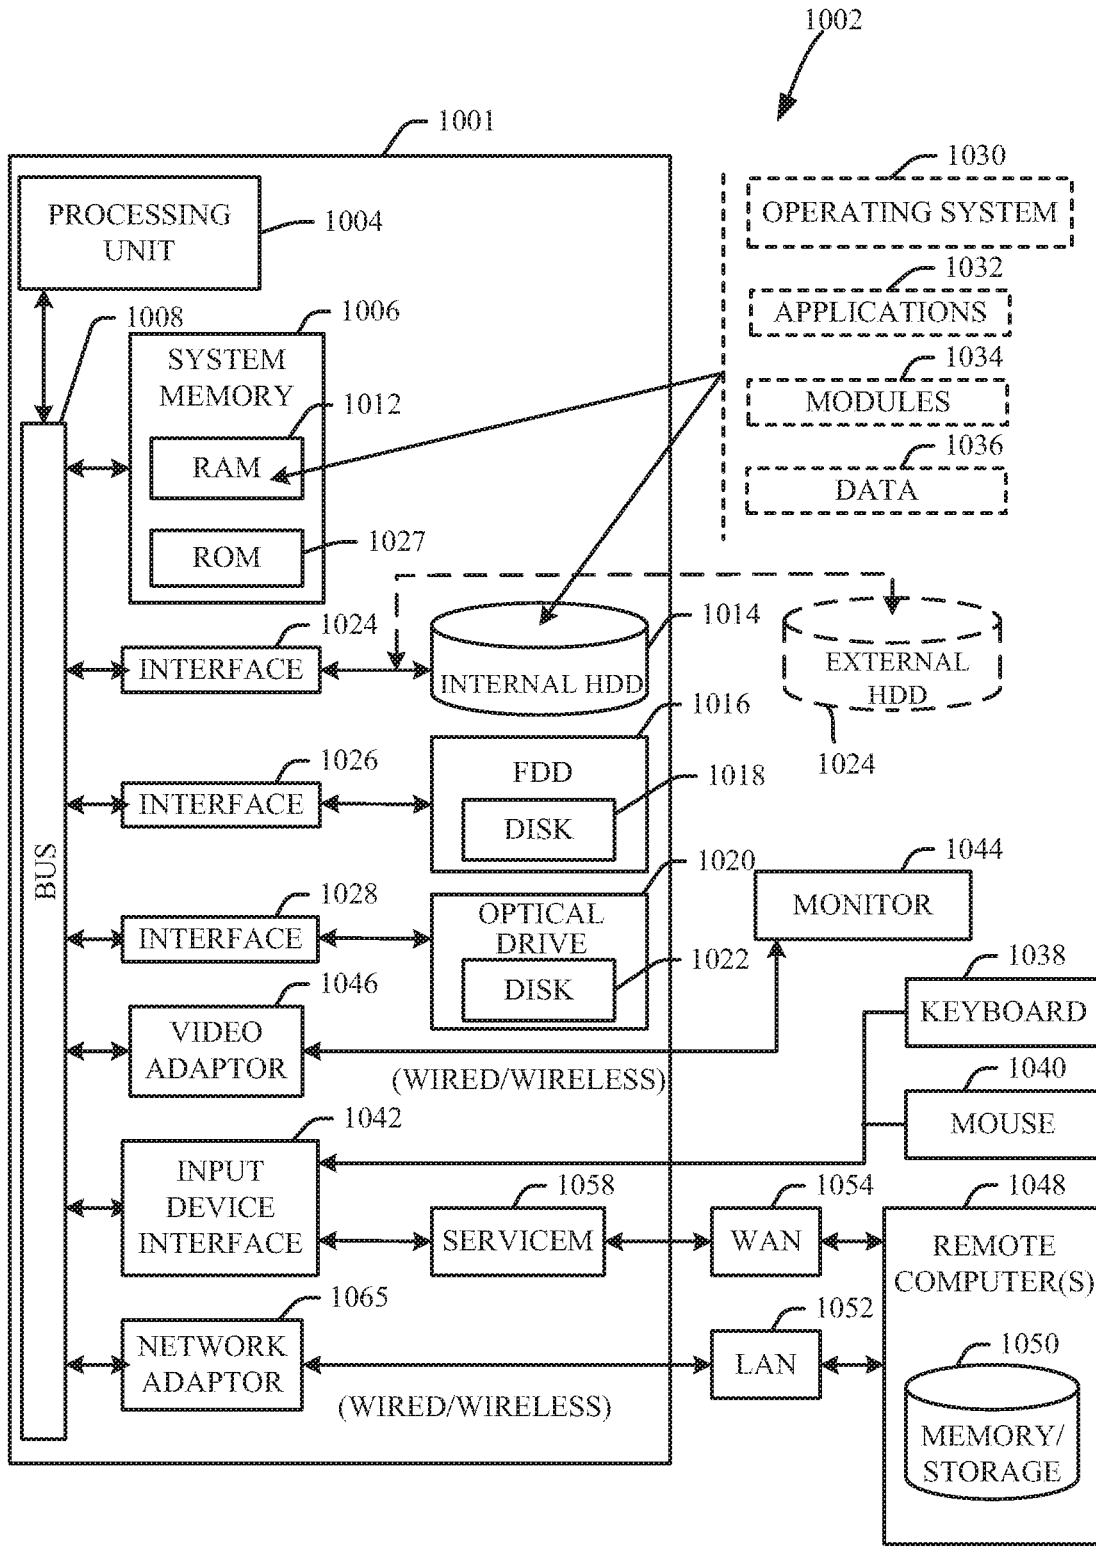 1002
1001
1030
PROCESSING
UNIT
1004
OPERATING SYSTEM
1032
APPLICATIONS
1008
1006
SYSTEM
MEMORY
1034
MODULES
1012
RAM
1036
DATA
1027
ROM
1024
INTERFACE
1014
INTERNAL HDD
EXTERNAL
HDD
1024
1016
1026
INTERFACE
FDD
1018
DISK
BUS
1020
1044
MONITOR
1028
INTERFACE
OPTICAL
DRIVE
1022
DISK
1038
KEYBOARD
1046
VIDEO
ADAPTOR
(WIRED/WIRELESS)
1040
MOUSE
1042
INPUT
DEVICE
INTERFACE
1058
SERVICEM
1054
WAN
1048
REMOTE
COMPUTER(S)
1065
NETWORK
ADAPTOR
(WIRED/WIRELESS)
1052
LAN
1050
MEMORY/
STORAGE